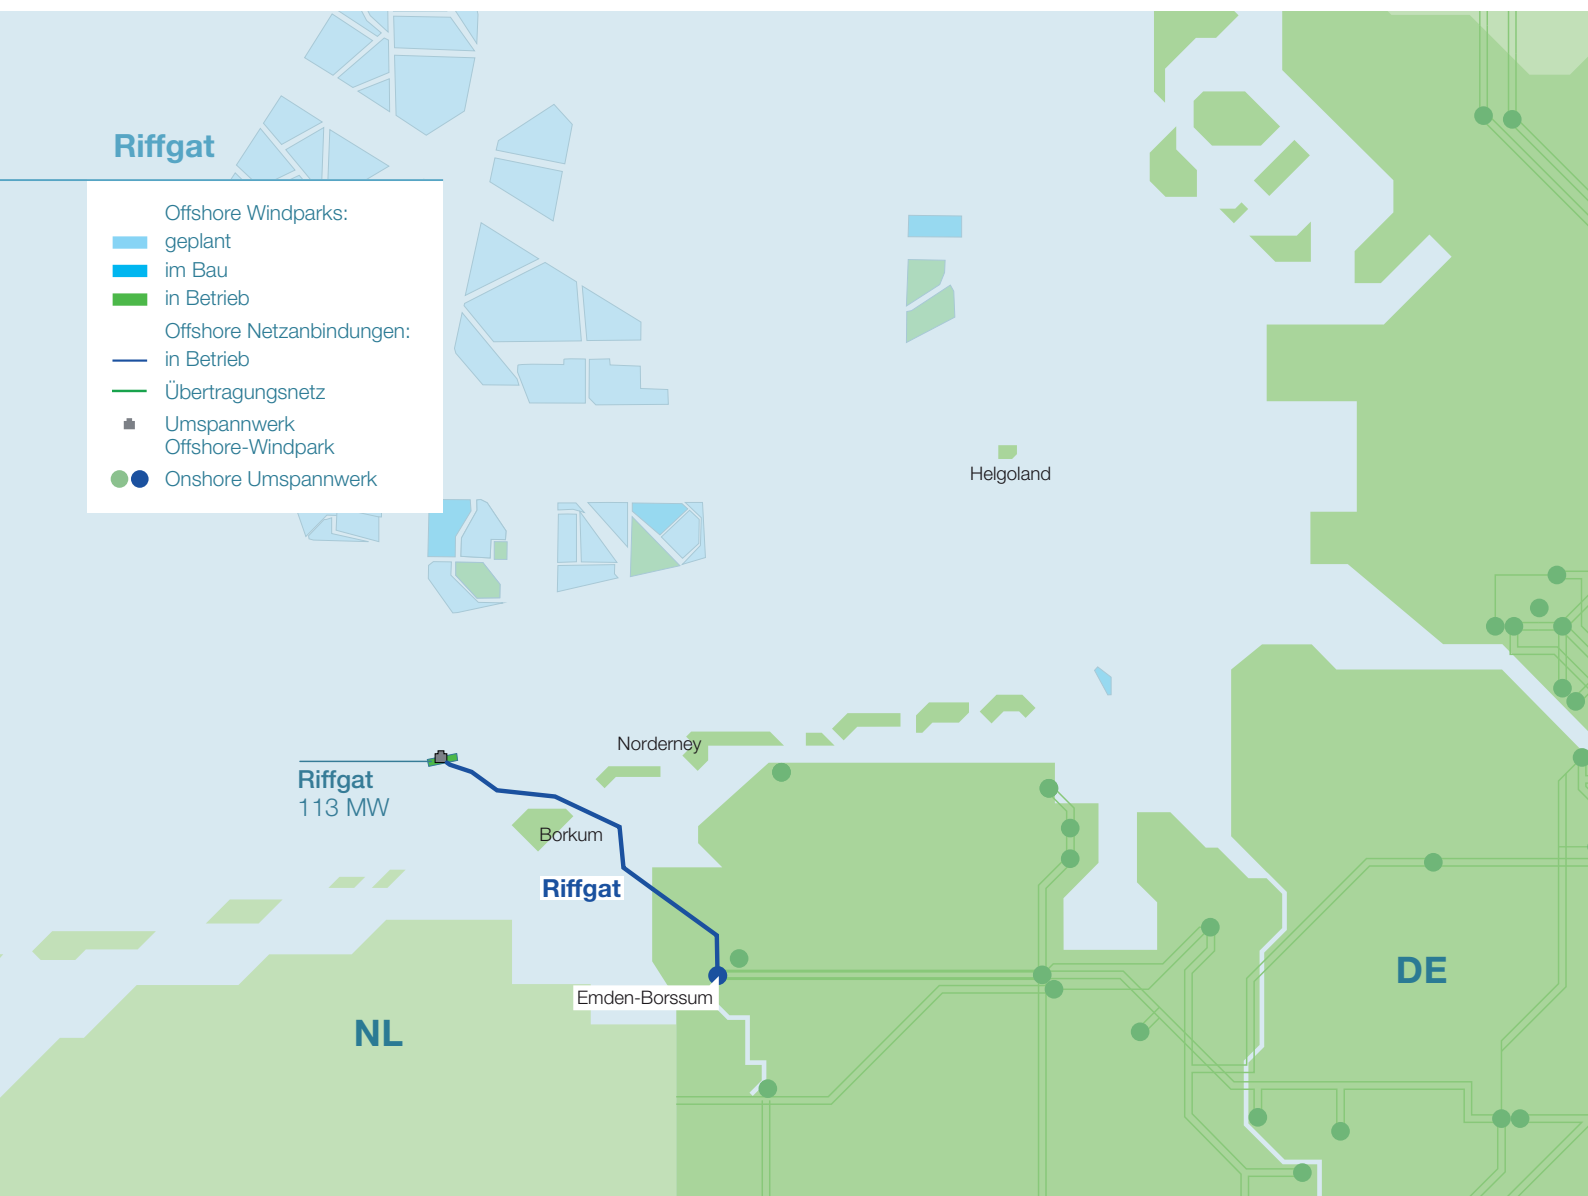 Riffgat
Offshore Windparks:
geplant
im Bau
in Betrieb
Offshore Netzanbindungen:
in Betrieb
Übertragungsnetz
Umspannwerk
Offshore-Windpark
Onshore Umspannwerk
Helgoland
Norderney
Riffgat
113 MW
Borkum
Riffgat
DE
Emden-Borssum
NL